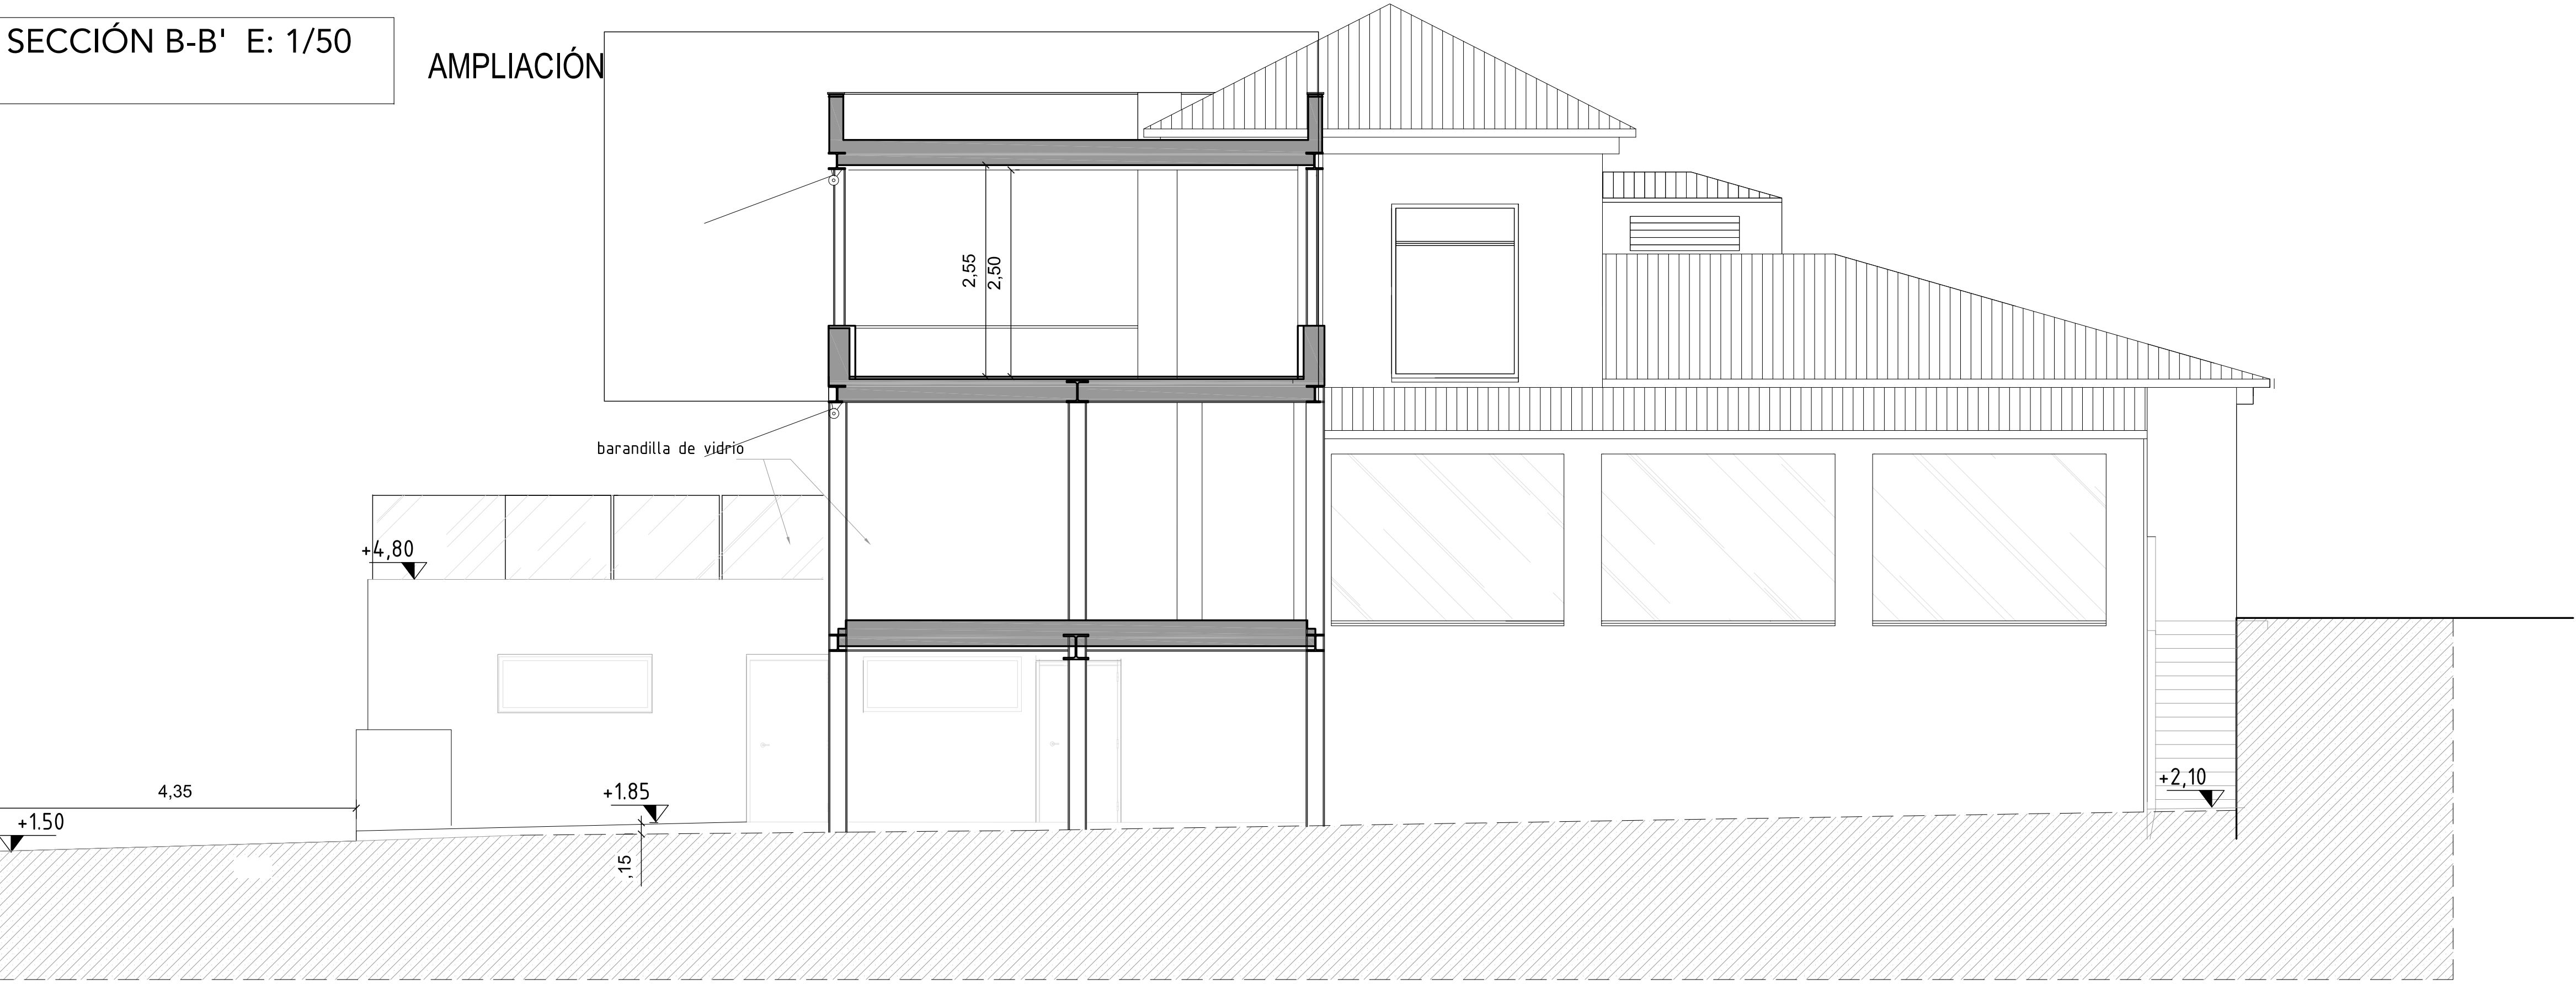 SECCIÓN B-B' E: 1/50
AMPLIACIÓN
2,55
2,50
barandilla de vidrio
+4,80
4,35
+1.50
+1.85
,15
+2,10